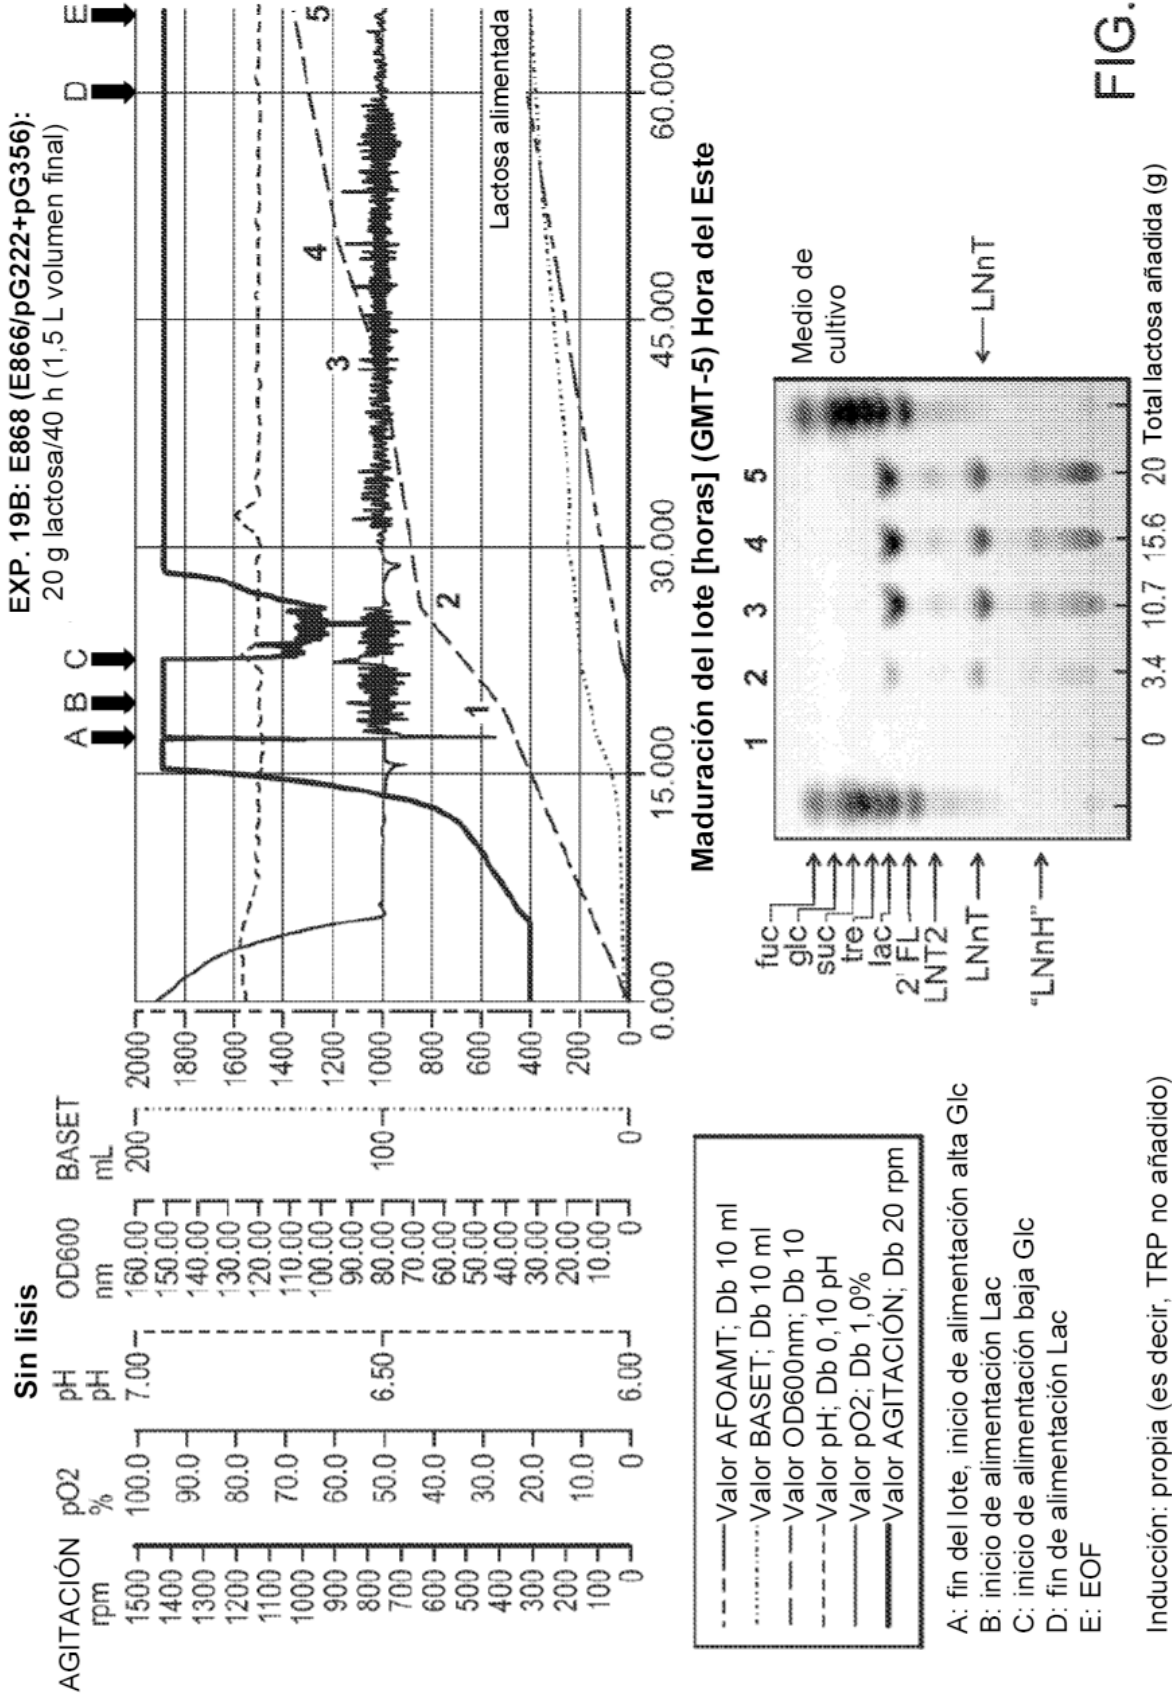 EXP. 19B: E868 (E866/pG222+pG356):
20 g lactosa/40 h (1,5 L volumen final)
Sin lisis
AGITACIÓN
rpm
1500
1400
1300
1200
1100
1000
900
800
700
600
500
400
300
200
100
0
pO2
%
100.0
90.0
80.0
70.0
60.0
50.0
40.0
30.0
20.0
10.0
0
pH
pH
7.00
6.50
6.00
OD600
nm
160.00
150.00
140.00
130.00
120.00
110.00
100.00
90.00
80.00
70.00
60.00
50.00
40.00
30.00
20.00
10.00
0
BASET
mL
200
100
0
2000
1800
1600
1400
1200
1000
800
600
400
200
0
A B C D E
1 2 3 4 5
Lactosa alimentada
0.000 15.000 30.000 45.000 60.000
Maduración del lote [horas] (GMT-5) Hora del Este
Valor AFOAMT; Db 10 ml
Valor BASET; Db 10 ml
Valor OD600nm; Db 10
Valor pH; Db 0,10 pH
Valor pO2; Db 1,0%
Valor AGITACIÓN; Db 20 rpm
A: fin del lote, inicio de alimentación alta Glc
B: inicio de alimentación Lac
C: inicio de alimentación baja Glc
D: fin de alimentación Lac
E: EOF
Inducción: propia (es decir, TRP no añadido)
1 2 3 4 5
Medio de
cultivo
fuc
glc
suc
tre
lac
2' FL
LNT2
LNnT
"LNnH"
LNnT
0 3.4 10.7 15.6 20 Total lactosa añadida (g)
FIG.